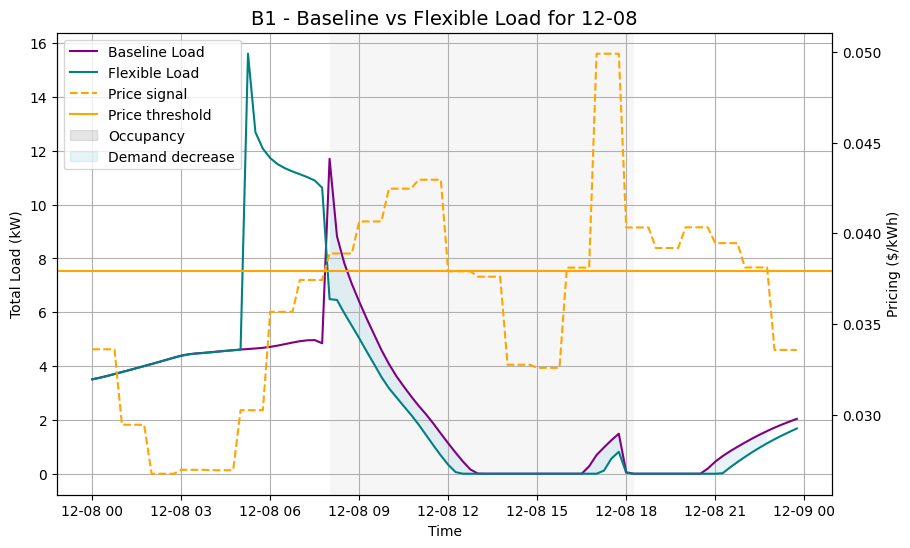 B1 - Baseline vs Flexible Load for 12-08
Baseline Load
Flexible Load
Price signal
Price threshold
Occupancy
Demand decrease
Total Load (kW)
16
14
12
10
8
6
4
2
0
0.050
0.045
0.040
0.035
0.030
Pricing ($/kWh)
12-08 00 12-08 03 12-08 06 12-08 09 12-08 12 12-08 15 12-08 18 12-08 21 12-09 00
Time